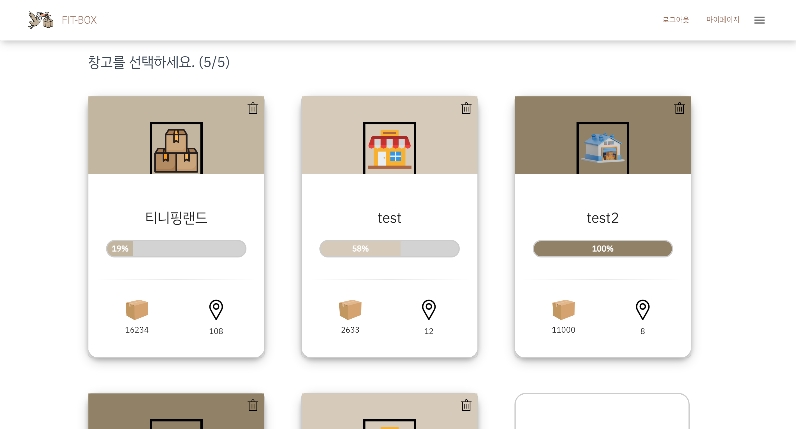 FIT-BOX
로그아웃 마이페이지
창고를 선택하세요. (5/5)
티니핑랜드
19%
16234 108
test
58%
2633 12
test2
100%
11000 8